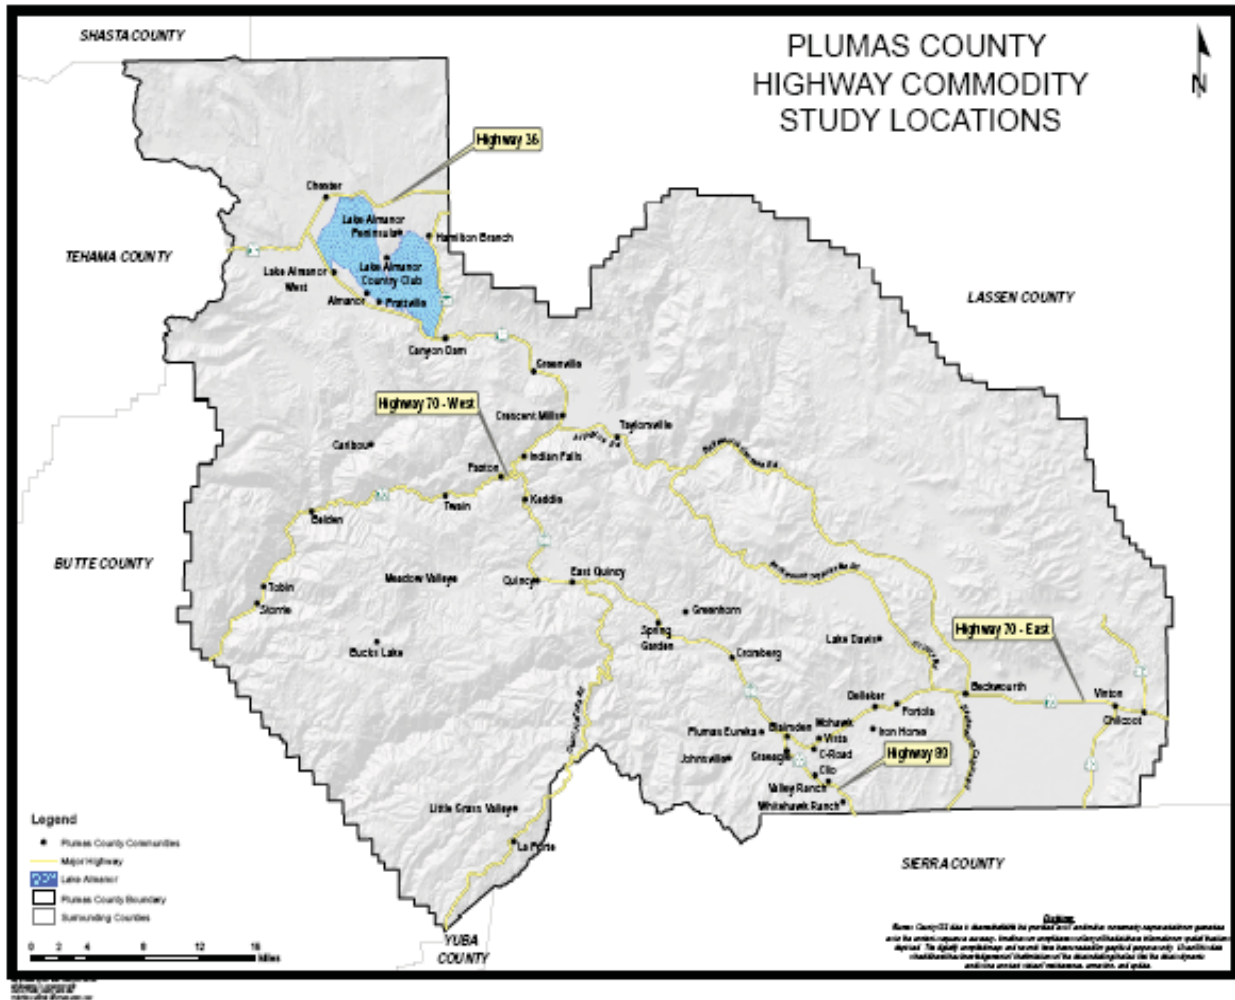 SHASTA COUNTY
PLUMAS COUNTY
HIGHWAY COMMODITY
STUDY LOCATIONS
N
Highway 36
Chester
Lake Almanor
Peninsula
Hamilton Branch
TEHAMA COUNTY
Lake Almanor
West
Lake Almanor
Country Club
Almanor
Prattville
LASSEN COUNTY
Canyon Dam
Greenville
Highway 70 - West
Crescent Mills
Taylorsville
Caribou
Indian Falls
Paxton
Keddie
Twain
Belden
BUTTE COUNTY
Meadow Valley
Quincy
East Quincy
Tobin
Storrie
Greenhorn
Spring
Garden
Lake Davis
Highway 70 - East
Bucks Lake
Cromberg
Beckwourth
Delleker
Portola
Vinton
Chilcoot
Plumas Eureka
Blairsden
Mohawk
Vista
Iron Horse
Johnsville
Graeagle
C-Road
Highway 89
Clio
Valley Ranch
Whitehawk Ranch
Little Grass Valley
La Porte
Legend
Plumas County Communities
Major Highway
Lake Almanor
Plumas County Boundary
Surrounding Counties
0 2 4 8 12 16
Miles
SIERRA COUNTY
YUBA
COUNTY